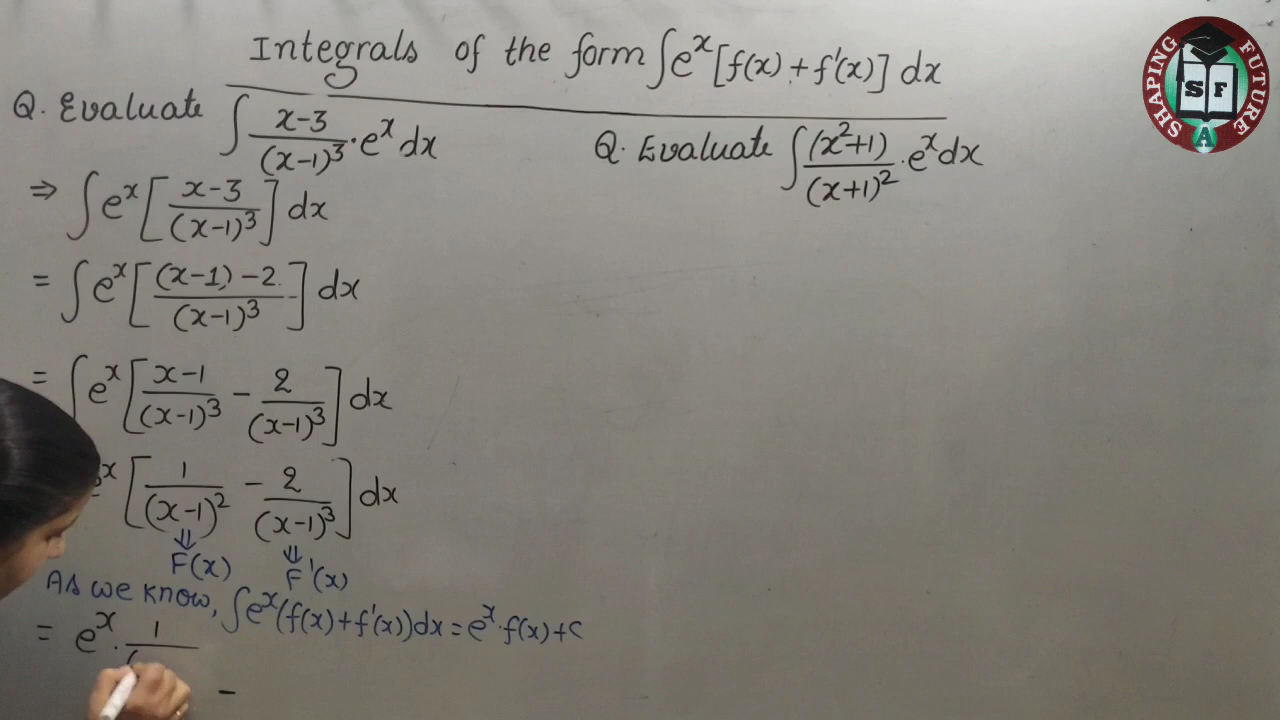 Integrals of the form ∫eˣ[f(x)+f'(x)] dx
Q. Evaluate ∫ (x-3)/(x-1)³ · eˣ dx
⇒ ∫eˣ[(x-3)/(x-1)³] dx
= ∫eˣ[((x-1)-2)/(x-1)³] dx
= ∫eˣ[(x-1)/(x-1)³ - 2/(x-1)³] dx
eˣ[1/(x-1)² - 2/(x-1)³] dx
⇓ ⇓
F(x) F'(x)
As we know, ∫eˣ(f(x)+f'(x))dx = eˣ·f(x)+c
= eˣ · 1/(
-
Q. Evaluate ∫ (x²+1)/(x+1)² · eˣdx
SHAPING FUTURE
SF
A